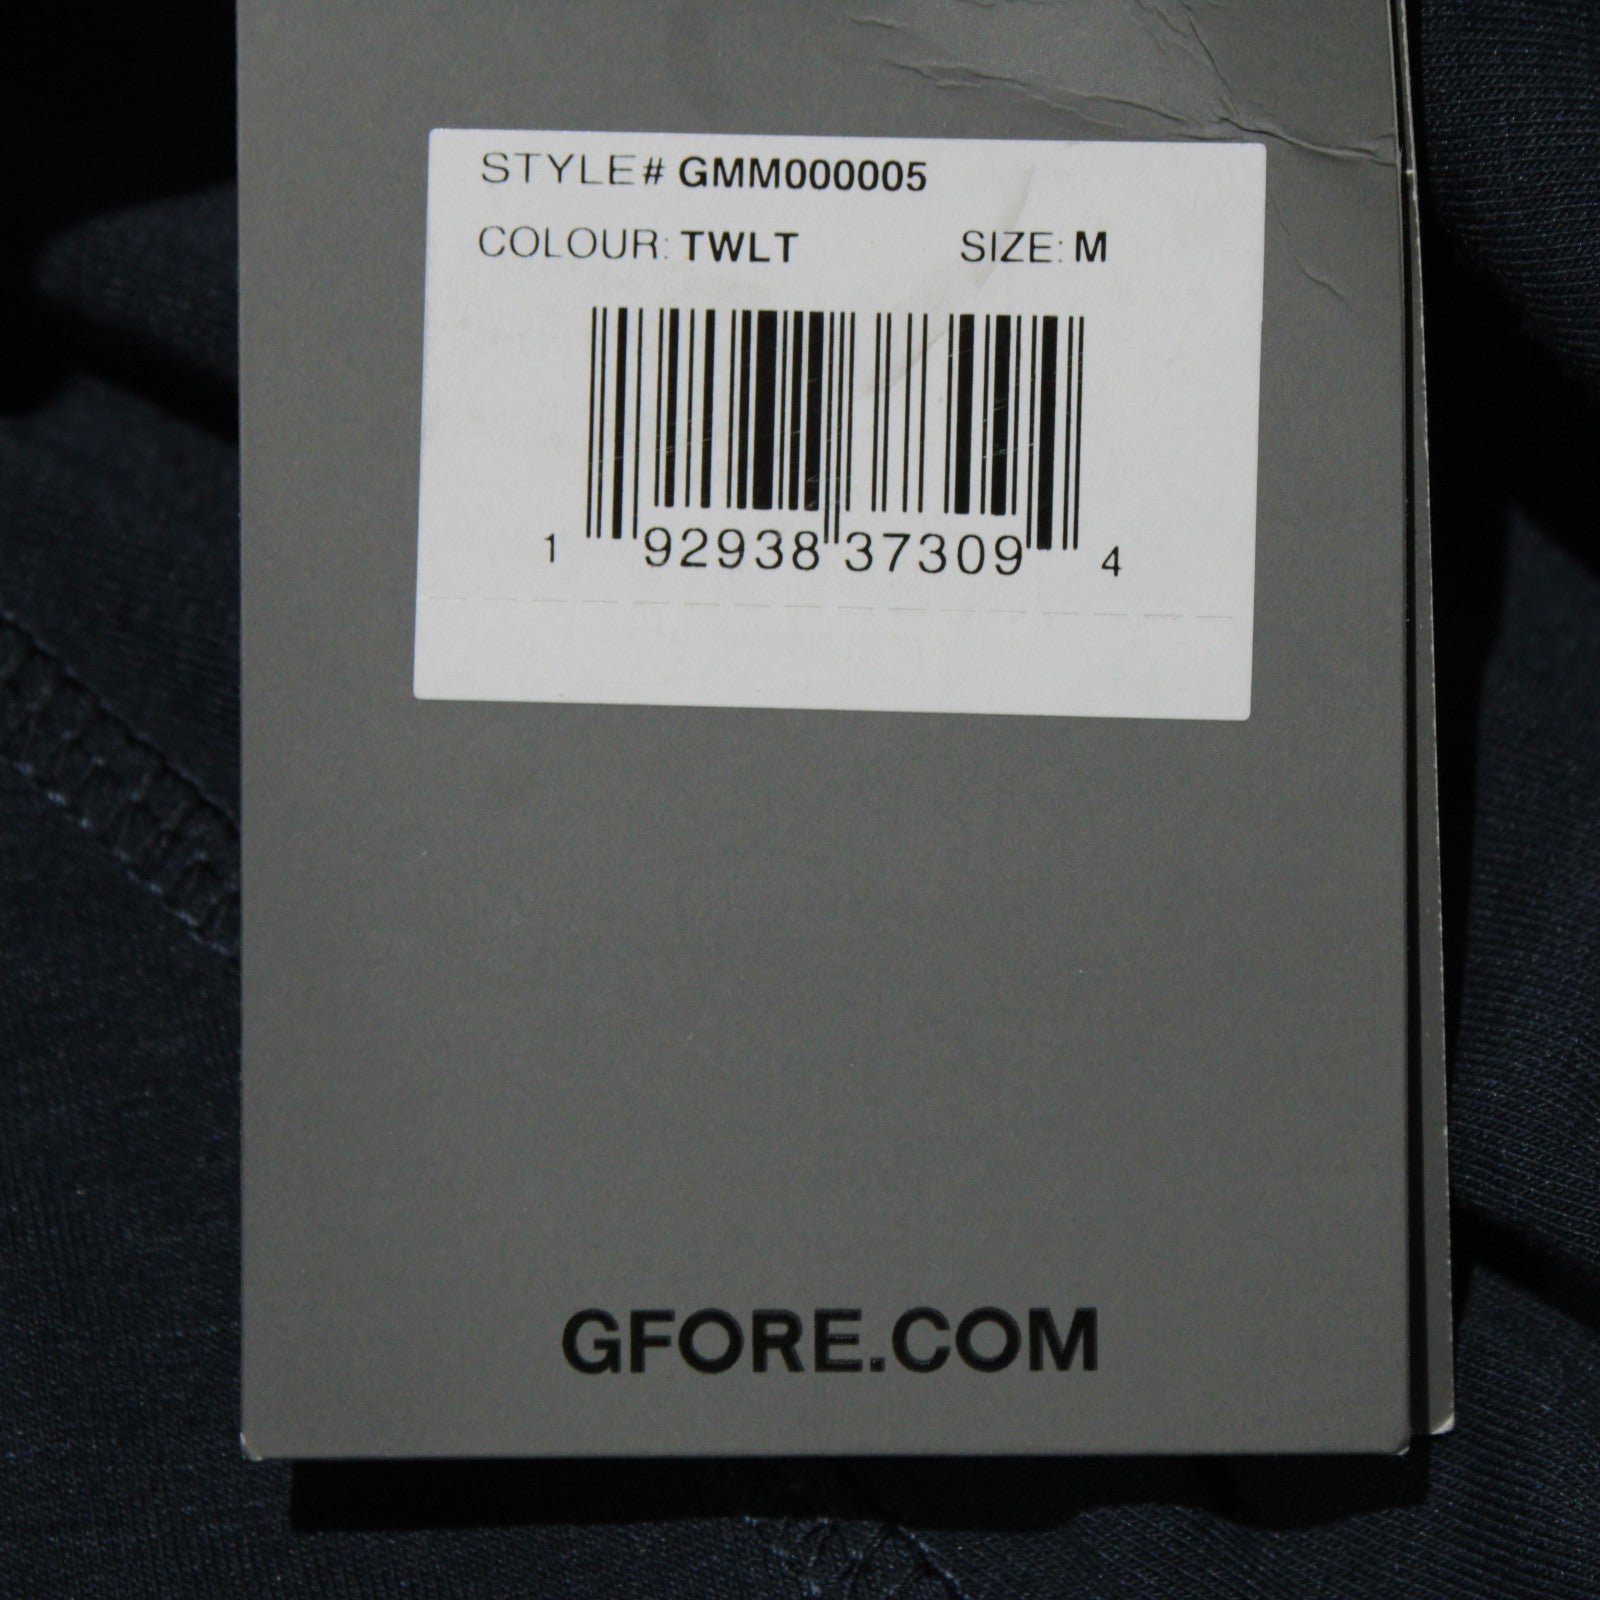 STYLE# GMM000005
COLOUR: TWLT SIZE: M
1 92938 37309 4
GFORE.COM